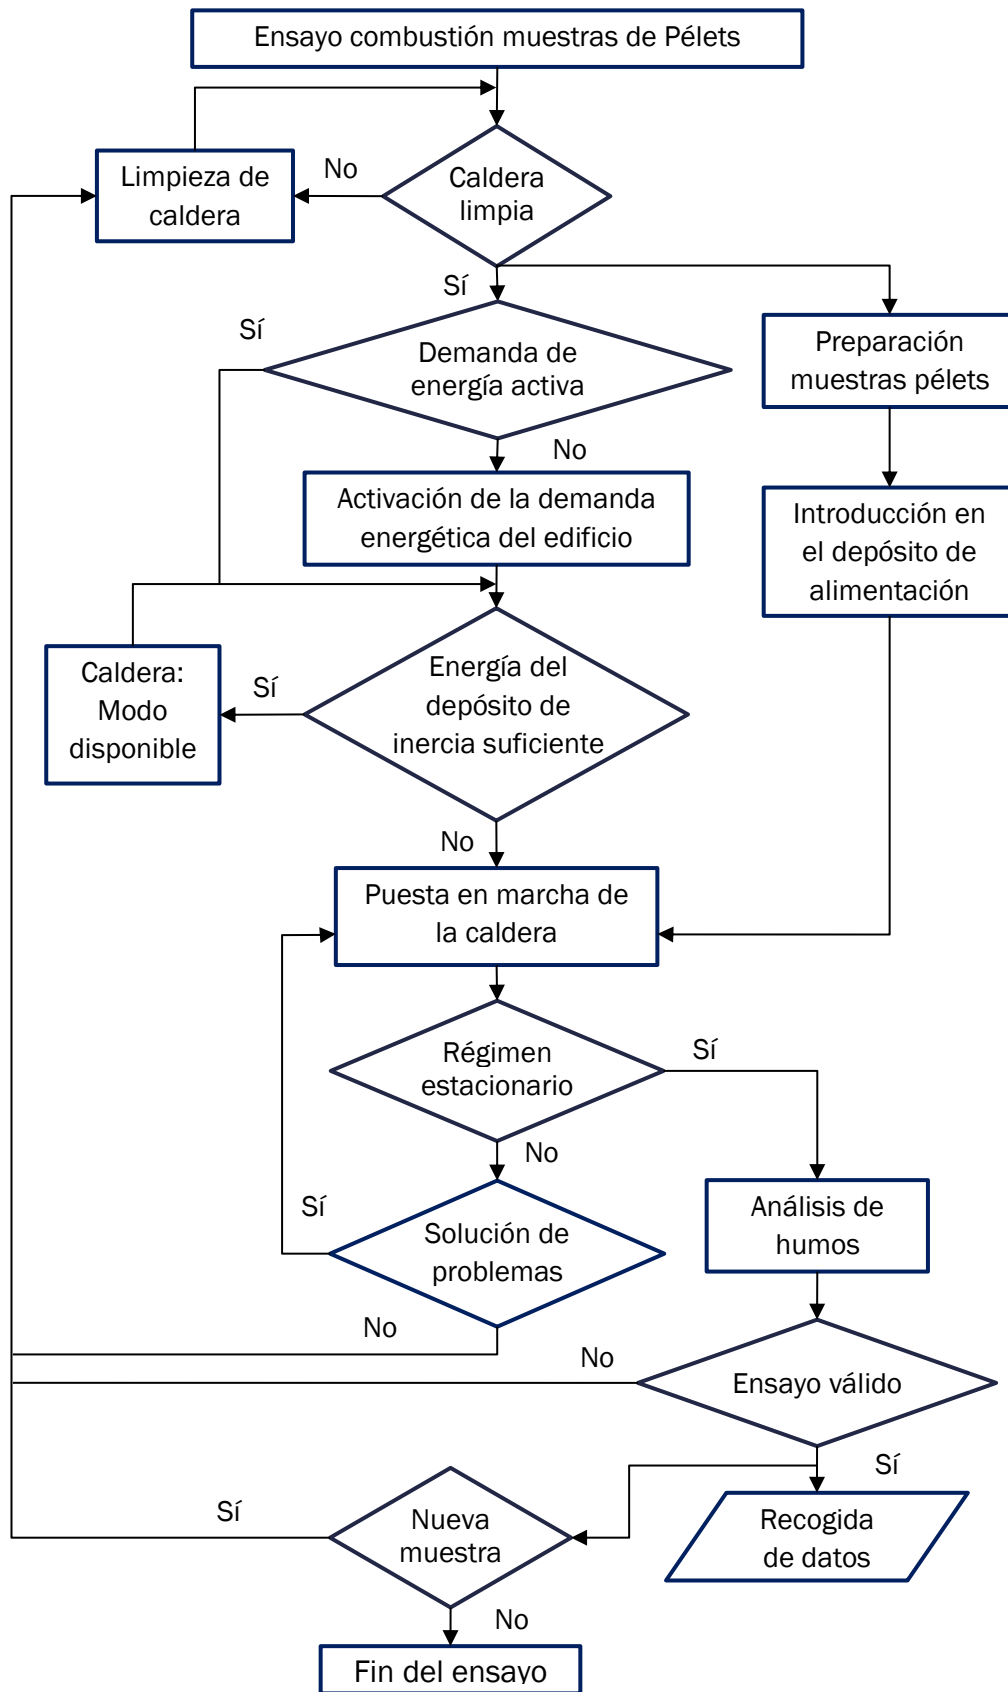 Ensayo combustión muestras de Pélets
No
Limpieza de
caldera
Caldera
limpia
Sí
Sí
Demanda de
energía activa
Preparación
muestras pélets
No
Activación de la demanda
energética del edificio
Introducción en
el depósito de
alimentación
Caldera:
Modo
disponible
Sí
Energía del
depósito de
inercia suficiente
No
Puesta en marcha de
la caldera
Régimen
estacionario
Sí
No
Sí
Solución de
problemas
Análisis de
humos
No
No
Ensayo válido
Sí
Sí
Nueva
muestra
Recogida
de datos
No
Fin del ensayo